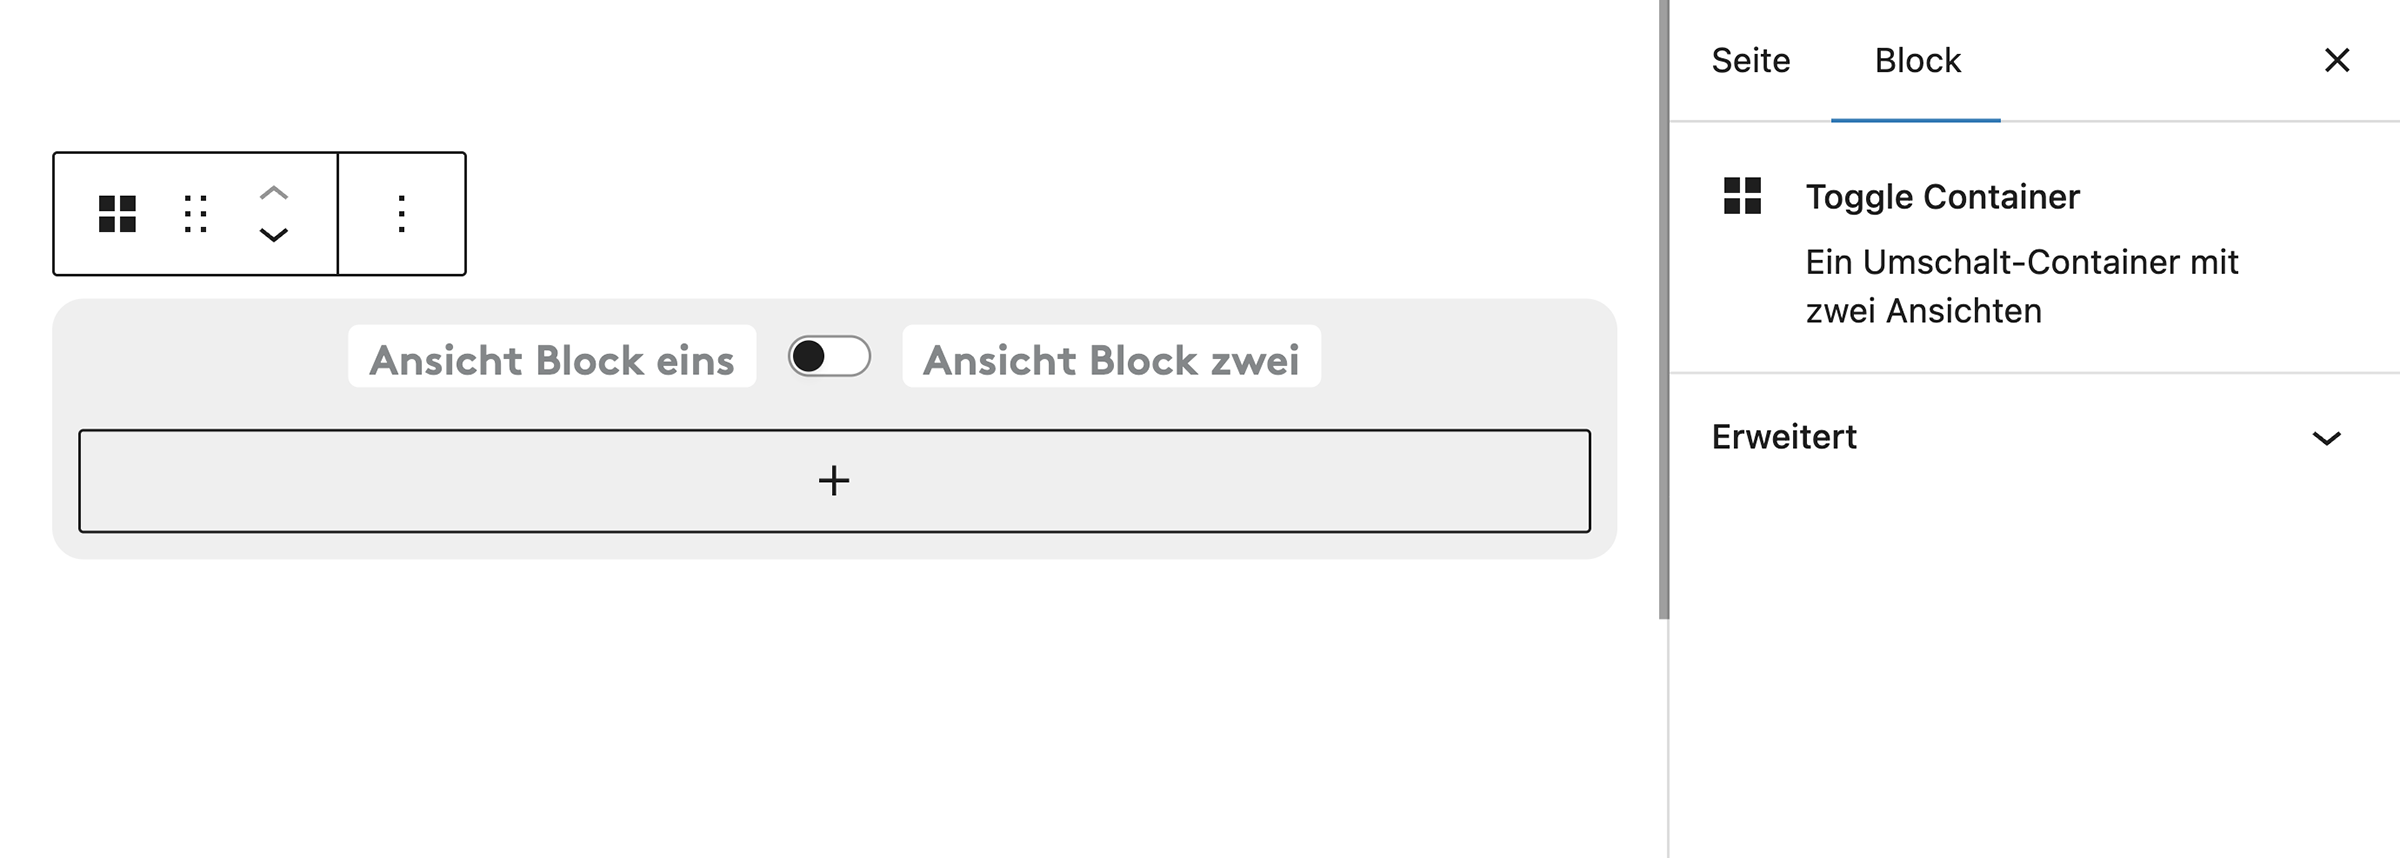 Seite
Block
Toggle Container
Ein Umschalt-Container mit
zwei Ansichten
Ansicht Block eins
Ansicht Block zwei
Erweitert